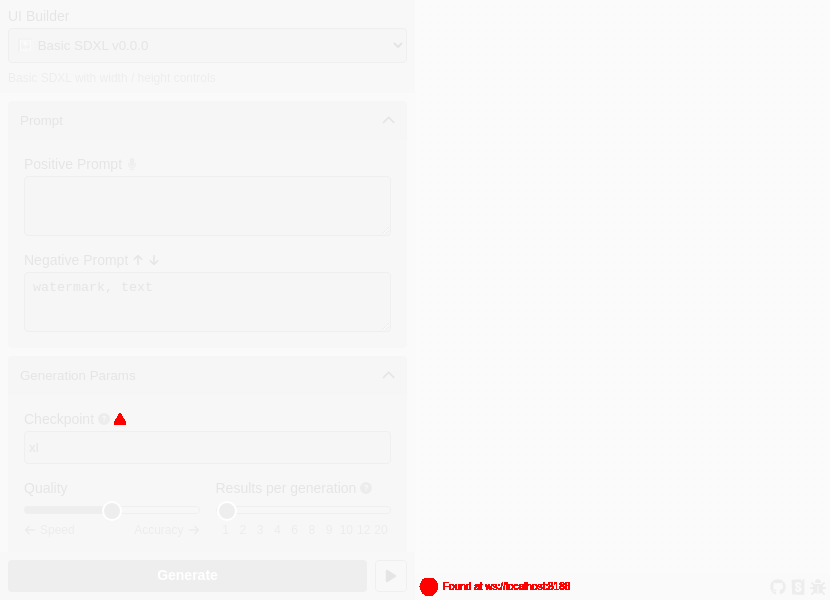 UI Builder
Basic SDXL v0.0.0
Basic SDXL with width / height controls
Prompt
Positive Prompt
Negative Prompt
watermark, text
Generation Params
Checkpoint
xl
Quality
Results per generation
Speed
Accuracy
1 2 3 4 6 8 9 10 12 20
Generate
Found at ws://localhost:8188